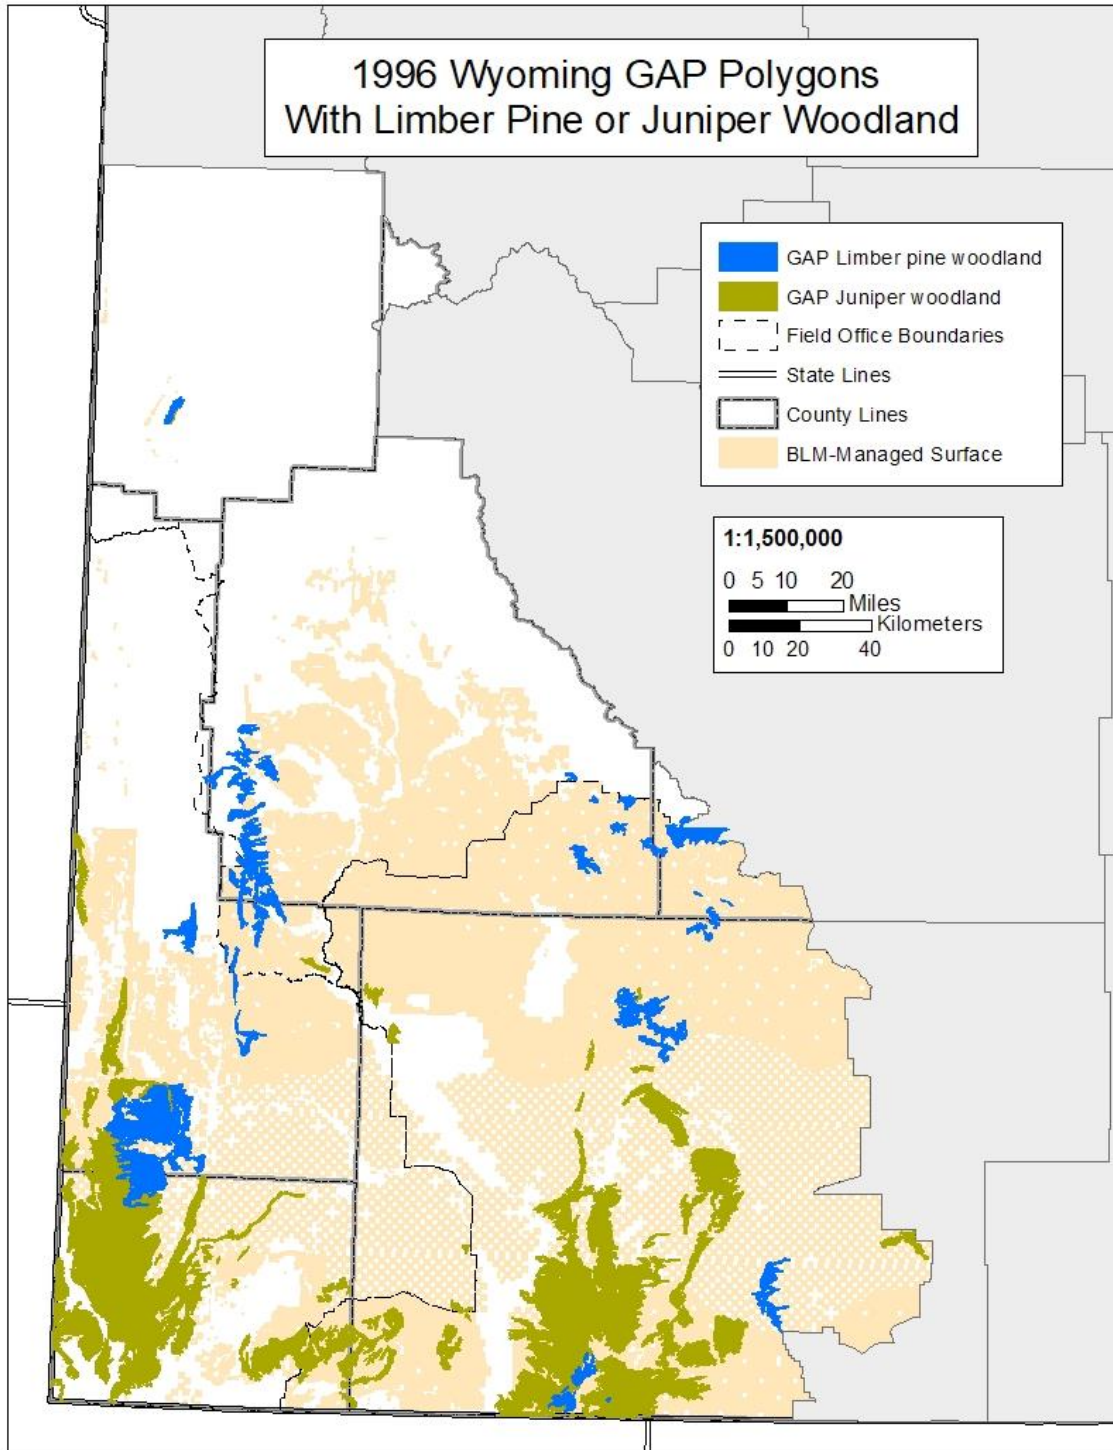 1996 Wyoming GAP Polygons
With Limber Pine or Juniper Woodland
GAP Limber pine woodland
GAP Juniper woodland
Field Office Boundaries
State Lines
County Lines
BLM-Managed Surface
1:1,500,000
0 5 10 20
Miles
Kilometers
0 10 20 40